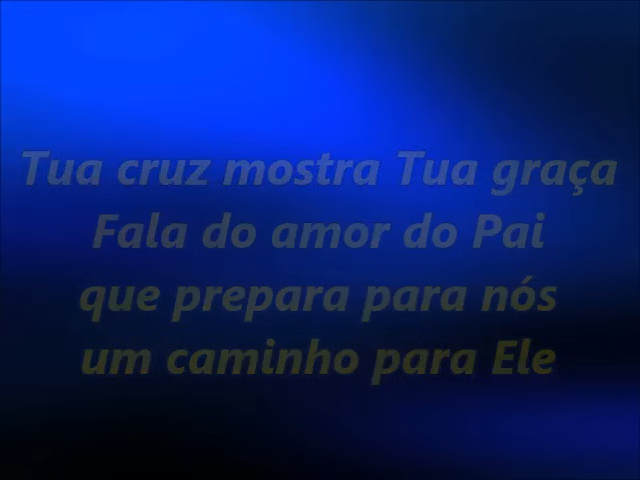 Tua cruz mostra Tua graça
Fala do amor do Pai
que prepara para nós
um caminho para Ele